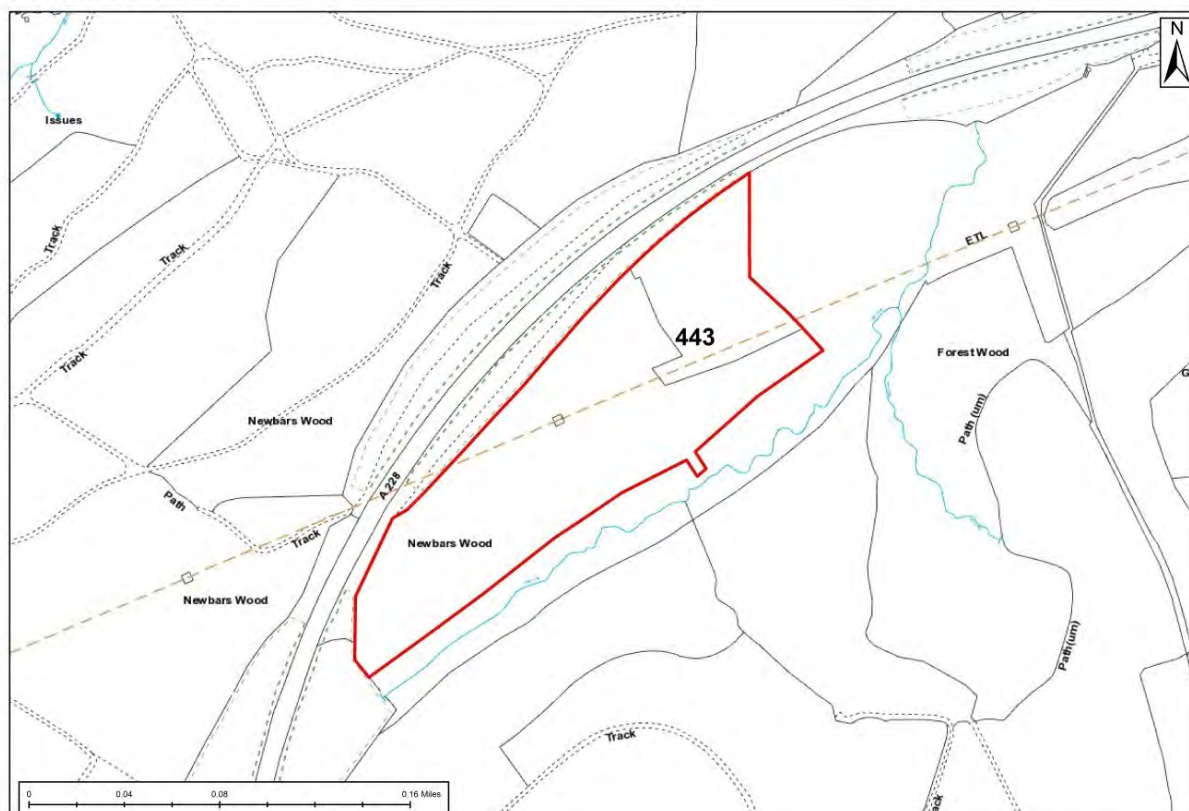 N
Issues
Track
Track
Track
Track
ETL
443
Forest Wood
G
Newbars Wood
Path (um)
A 228
Path
Track
Newbars Wood
Newbars Wood
Path (um)
Track
Track
0 0.04 0.08 0.16 Miles